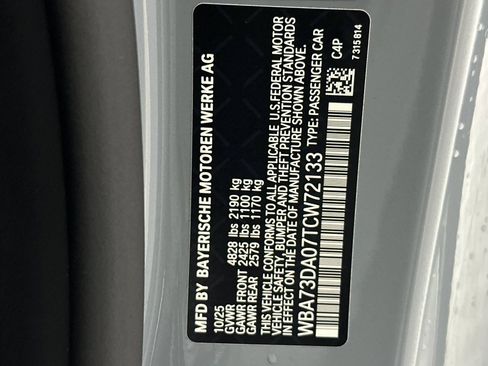 MFD BY BAYERISCHE MOTOREN WERKE AG
10/25
GVWR 4828 lbs 2190 kg
GAWR FRONT 2425 lbs 1100 kg
GAWR REAR 2579 lbs 1170 kg
THIS VEHICLE CONFORMS TO ALL APPLICABLE U.S.FEDERAL MOTOR
VEHICLE SAFETY, BUMPER AND THEFT PREVENTION STANDARDS
IN EFFECT ON THE DATE OF MANUFACTURE SHOWN ABOVE.
WBA73DA07TCW72133 TYPE: PASSENGER CAR
C4P
7315814